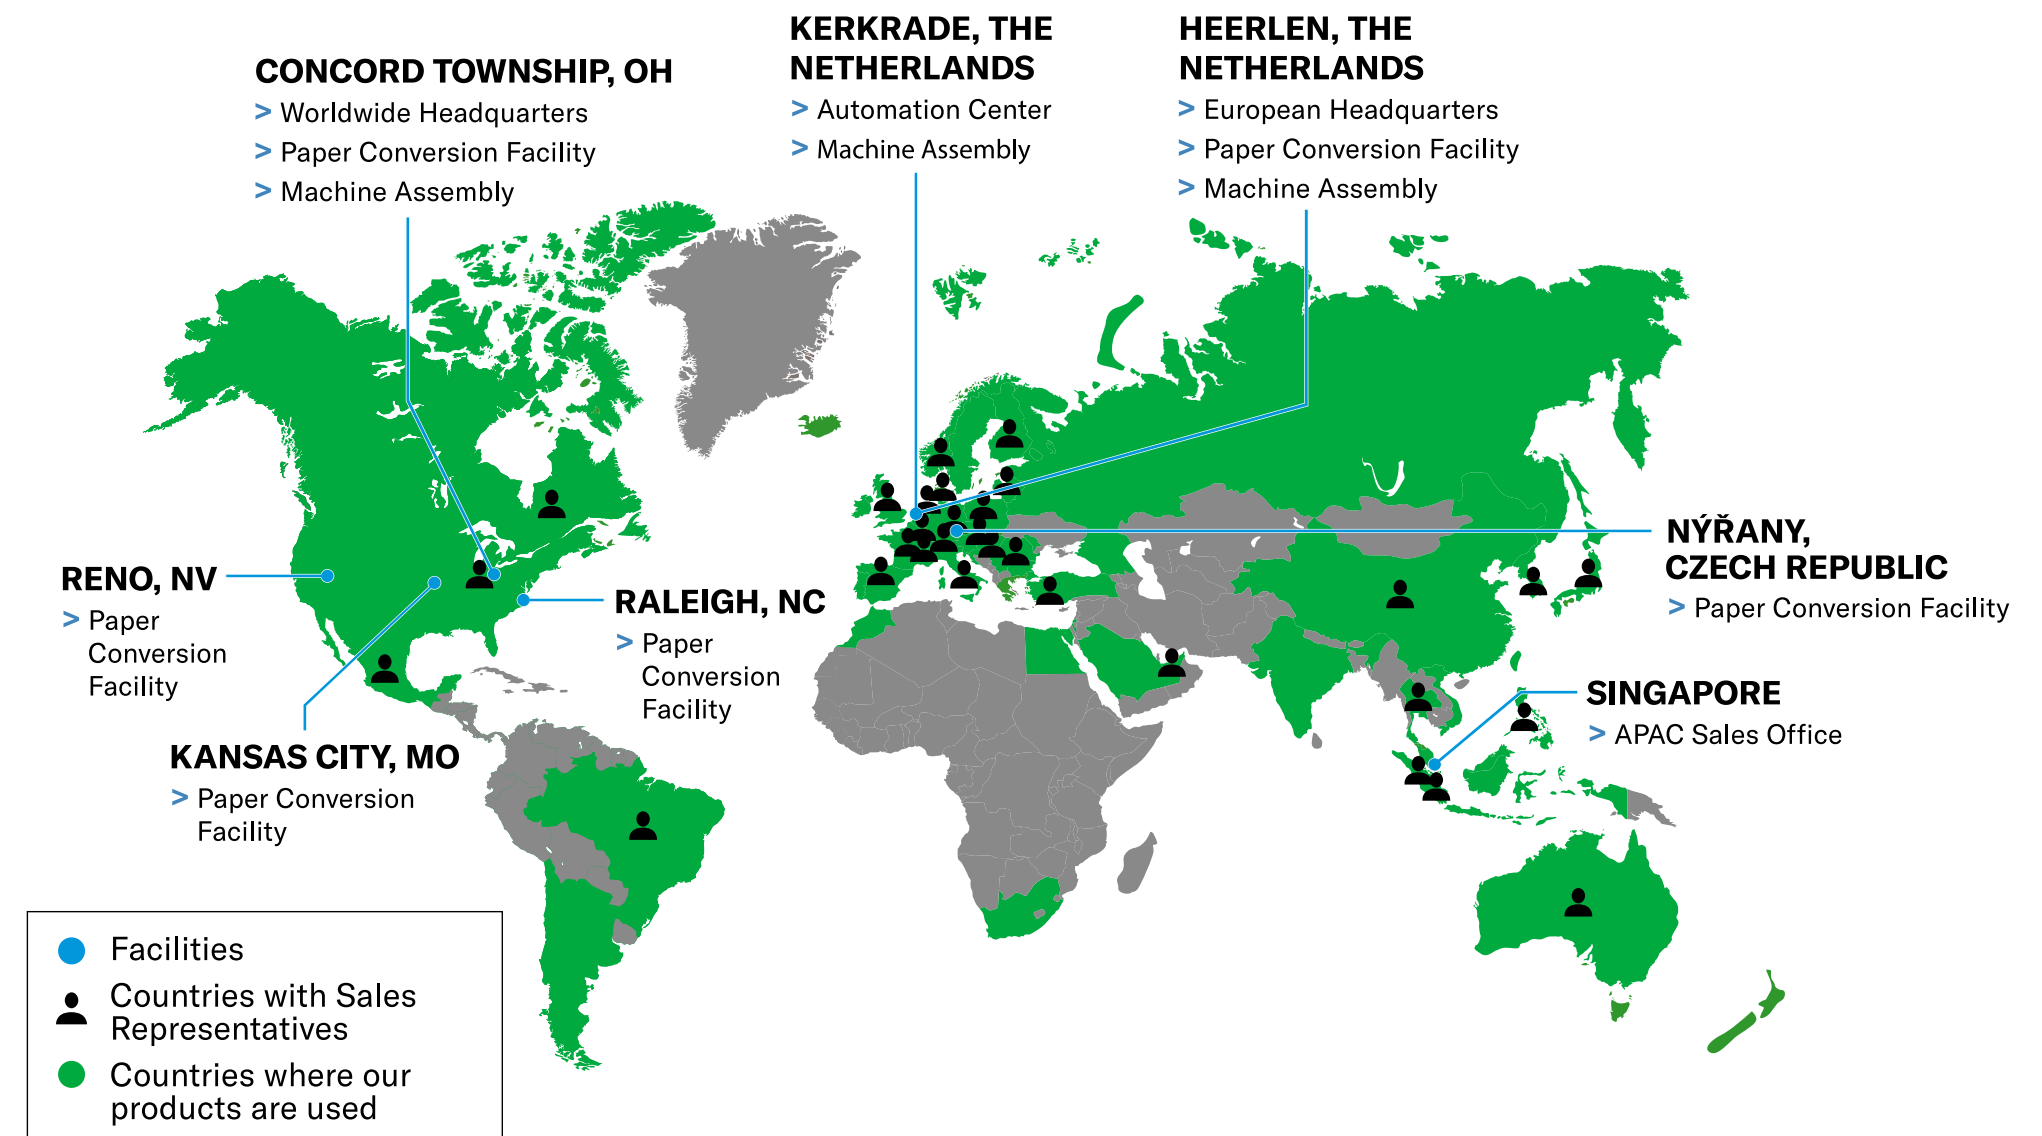 CONCORD TOWNSHIP, OH
> Worldwide Headquarters
> Paper Conversion Facility
> Machine Assembly
KERKRADE, THE
NETHERLANDS
> Automation Center
> Machine Assembly
HEERLEN, THE
NETHERLANDS
> European Headquarters
> Paper Conversion Facility
> Machine Assembly
RENO, NV
> Paper
Conversion
Facility
RALEIGH, NC
> Paper
Conversion
Facility
NÝŘANY,
CZECH REPUBLIC
> Paper Conversion Facility
SINGAPORE
> APAC Sales Office
KANSAS CITY, MO
> Paper Conversion
Facility
Facilities
Countries with Sales
Representatives
Countries where our
products are used